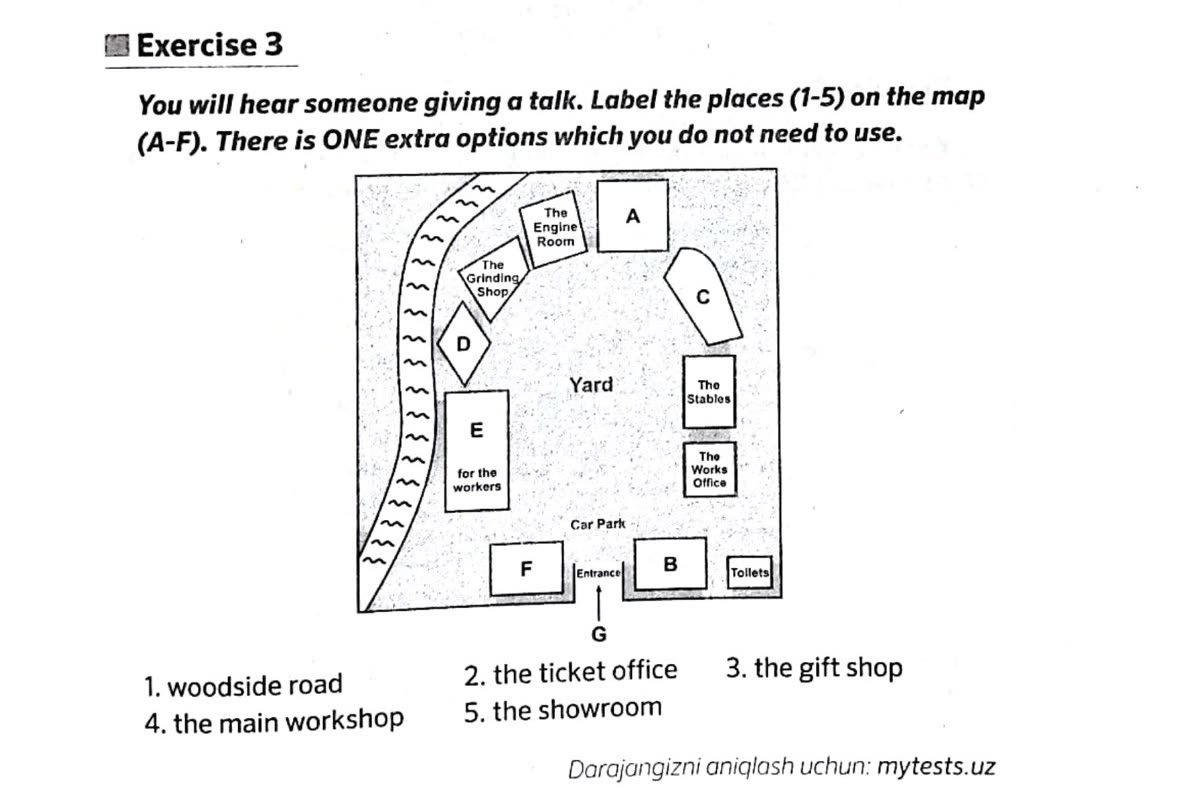 Exercise 3
You will hear someone giving a talk. Label the places (1-5) on the map
(A-F). There is ONE extra options which you do not need to use.
The
Engine
Room
A
The
Grinding
Shop
C
D
Yard
The
Stables
E
for the
workers
The
Works
Office
Car Park
F
Entrance
B
Toilets
G
1. woodside road
2. the ticket office
3. the gift shop
4. the main workshop
5. the showroom
Darajangizni aniqlash uchun: mytests.uz